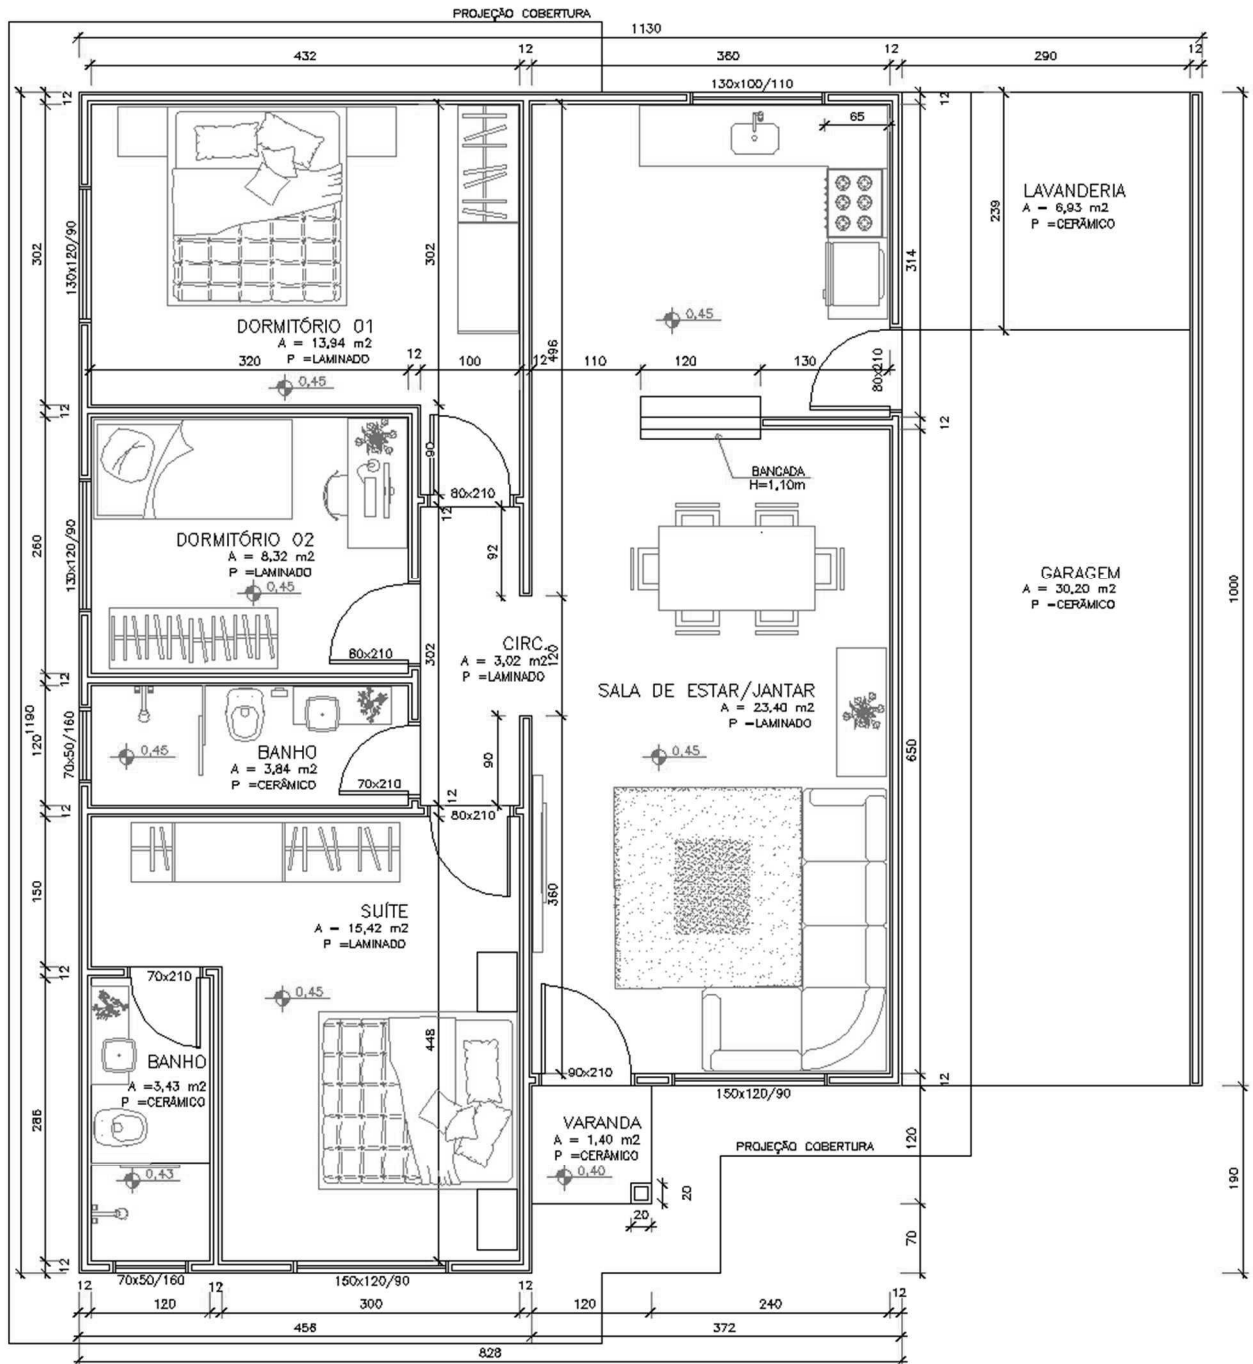 PROJEÇÃO COBERTURA
1130
432
12
360
12
290
12
130x100/110
65
12
12
LAVANDERIA
A = 6,93 m2
P =CERÂMICO
239
302
130x120/90
302
314
0,45
DORMITÓRIO 01
A = 13,94 m2
P =LAMINADO
320
12
100
12
496
110
120
130
80x210
0,45
12
12
12
90
BANCADA
H=1,10m
80x210
12
DORMITÓRIO 02
A = 8,32 m2
P =LAMINADO
260
130x120/90
92
0,45
GARAGEM
A = 30,20 m2
P =CERÂMICO
1000
80x210
302
CIRC.
A = 3,02 m2
P =LAMINADO
120
12
SALA DE ESTAR/JANTAR
A = 23,40 m2
P =LAMINADO
1190
120
70x50/160
0,45
BANHO
A = 3,84 m2
P =CERÂMICO
70x210
90
0,45
650
12
12
80x210
150
360
SUÍTE
A = 15,42 m2
P =LAMINADO
12
70x210
0,45
448
BANHO
A =3,43 m2
P =CERÂMICO
90x210
150x120/90
12
286
VARANDA
A = 1,40 m2
P =CERÂMICO
0,40
PROJEÇÃO COBERTURA
120
190
0,43
20
20
70
12
70x50/160
150x120/90
12
12
12
12
120
300
120
240
456
372
828